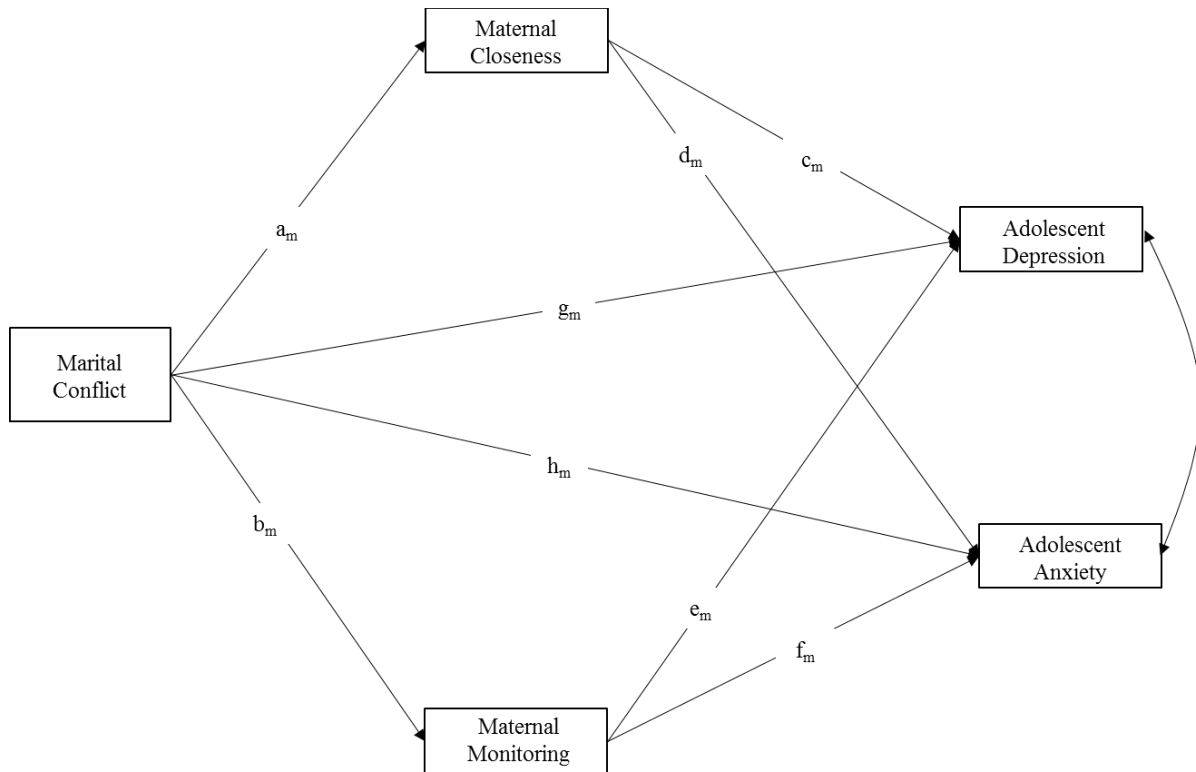 Maternal
Closeness
c_m
d_m
a_m
Adolescent
Depression
g_m
Marital
Conflict
h_m
b_m
Adolescent
Anxiety
e_m
f_m
Maternal
Monitoring